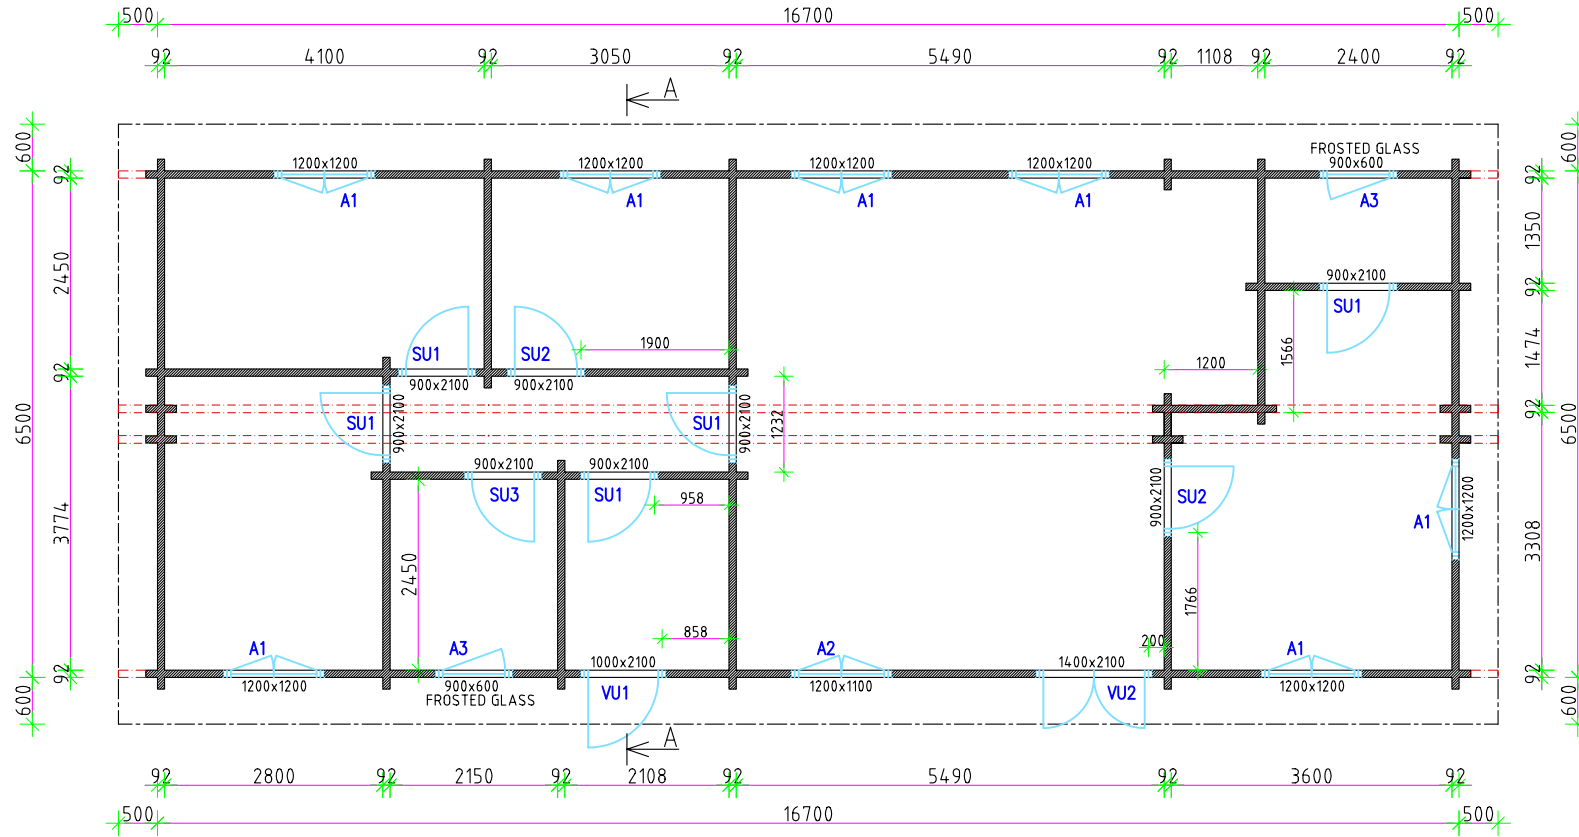 500 16700 500
92 4100 92 3050 92 5490 92 1108 92 2400 92
A
FROSTED GLASS
600 600
1200x1200 1200x1200 1200x1200 1200x1200 900x600
92 92
A1 A1 A1 A1 A3
1350
2450
900x2100
92
SU1
1900
1566
1474
SU1 SU2
1200
92
900x2100 900x2100
92
SU1 900x2100 SU1 900x2100 1232
6500 6500
900x2100 900x2100
SU3 SU1 958
900x2100 SU2
1200x1200
A1
3774
3308
2450
1766
858
200
A1 A3 A2 A1
92 1000x2100 1400x2100 92
1200x1200 900x600 VU1 1200x1100 VU2 1200x1200
FROSTED GLASS
600 600
A
92 2800 92 2150 92 2108 92 5490 92 3600 92
500 16700 500